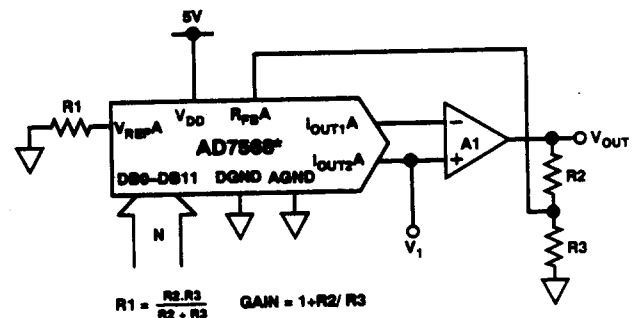 5V
R1
VREFA
VDD
RFBA
IOUT1A
AD7568*
IOUT2A
DB0–DB11
DGND
AGND
A1
VOUT
R2
R3
N
V1
R1 = R2.R3 / R2 + R3
GAIN = 1+R2/ R3